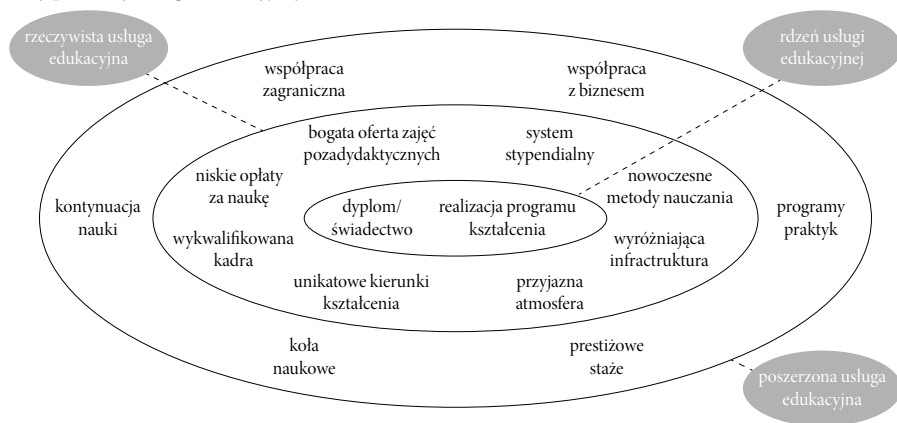 rzeczywista usługa
edukacyjna
rdzeń usługi
edukacyjnej
współpraca
zagraniczna
współpraca
z biznesem
bogata oferta zajęć
pozadydaktycznych
system
stypendialny
niskie opłaty
za naukę
nowoczesne
metody nauczania
kontynuacja
nauki
dyplom/
świadectwo
realizacja programu
kształcenia
programy
praktyk
wykwalifikowana
kadra
wyróżniająca
infractruktura
unikatowe kierunki
kształcenia
przyjazna
atmosfera
koła
naukowe
prestiżowe
staże
poszerzona usługa
edukacyjna